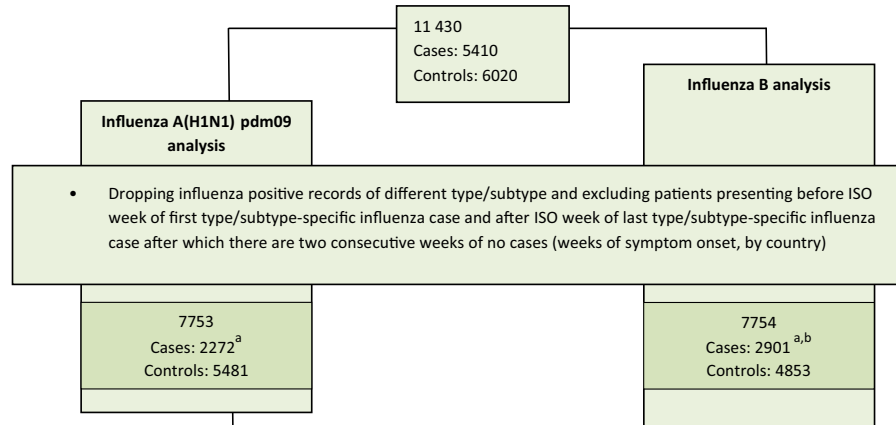 11 430
Cases: 5410
Controls: 6020
Influenza A(H1N1) pdm09
analysis
Influenza B analysis
• Dropping influenza positive records of different type/subtype and excluding patients presenting before ISO
week of first type/subtype-specific influenza case and after ISO week of last type/subtype-specific influenza
case after which there are two consecutive weeks of no cases (weeks of symptom onset, by country)
7753
Cases: 2272a
Controls: 5481
7754
Cases: 2901 a,b
Controls: 4853